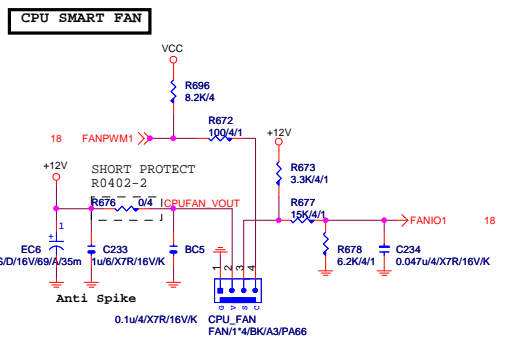 CPU SMART FAN
VCC
R696
8.2K/4
R672
100/4/1
18 FANPWM1
+12V
+12V
SHORT PROTECT
R0402-2
R673
3.3K/4/1
R676 0/4 CPUFAN_VOUT
R677
15K/4/1
FANIO1 18
1
EC6
S/D/16V/69/A/35m
C233
1u/6/X7R/16V/K
BC5
R678
6.2K/4/1
C234
0.047u/4/X7R/16V/K
1 2 3 4
G V S C
Anti Spike
0.1u/4/X7R/16V/K
CPU_FAN
FAN/1*4/BK/A3/PA66